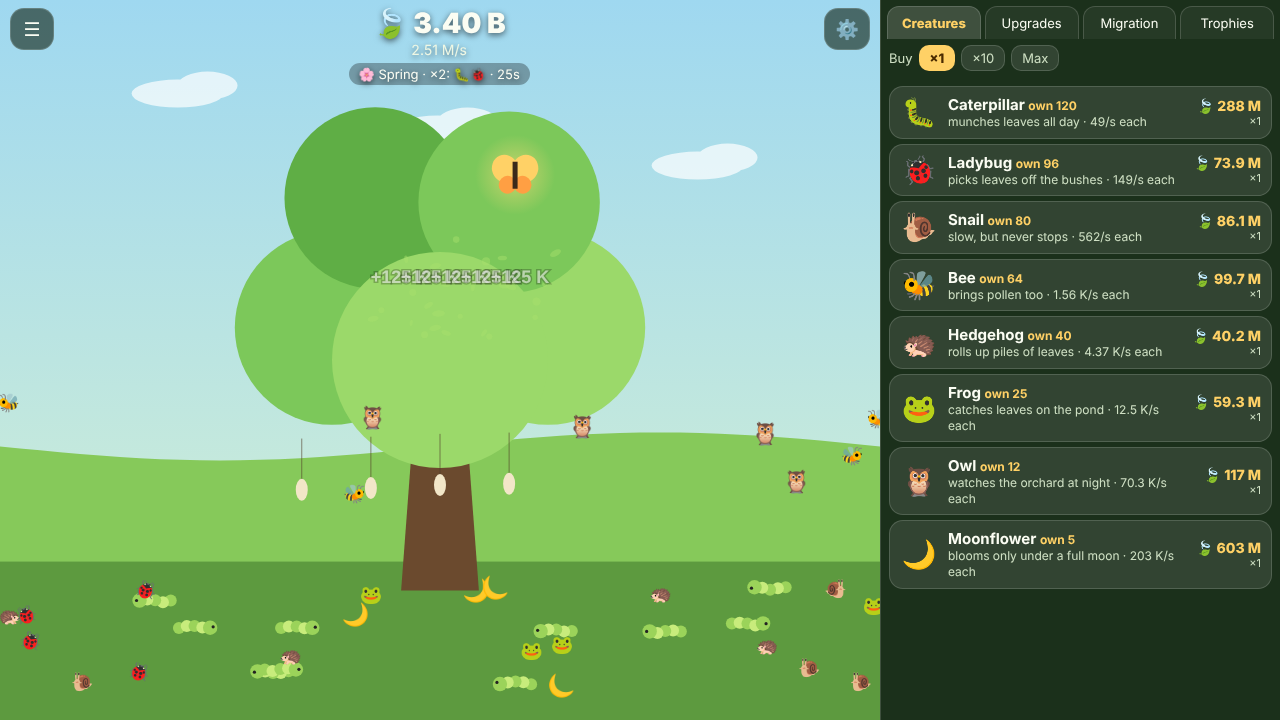 3.40 B
2.51 M/s
Spring · ×2: · 25s
Creatures
Upgrades
Migration
Trophies
Buy ×1 ×10 Max
Caterpillar own 120
munches leaves all day · 49/s each
288 M
×1
Ladybug own 96
picks leaves off the bushes · 149/s each
73.9 M
×1
Snail own 80
slow, but never stops · 562/s each
86.1 M
×1
Bee own 64
brings pollen too · 1.56 K/s each
99.7 M
×1
Hedgehog own 40
rolls up piles of leaves · 4.37 K/s each
40.2 M
×1
Frog own 25
catches leaves on the pond · 12.5 K/s
each
59.3 M
×1
Owl own 12
watches the orchard at night · 70.3 K/s
each
117 M
×1
Moonflower own 5
blooms only under a full moon · 203 K/s
each
603 M
×1